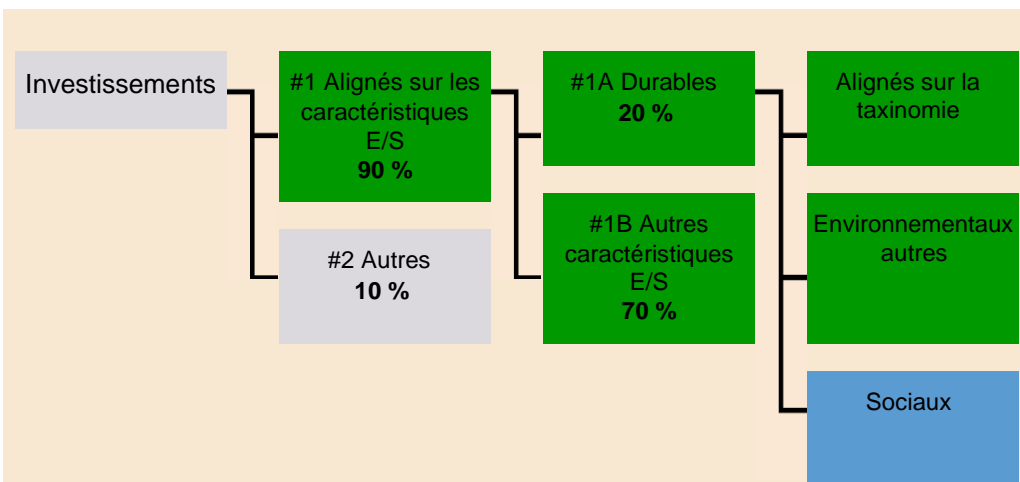 Investissements
#1 Alignés sur les
caractéristiques
E/S
90 %
#2 Autres
10 %
#1A Durables
20 %
#1B Autres
caractéristiques
E/S
70 %
Alignés sur la
taxinomie
Environnementaux
autres
Sociaux